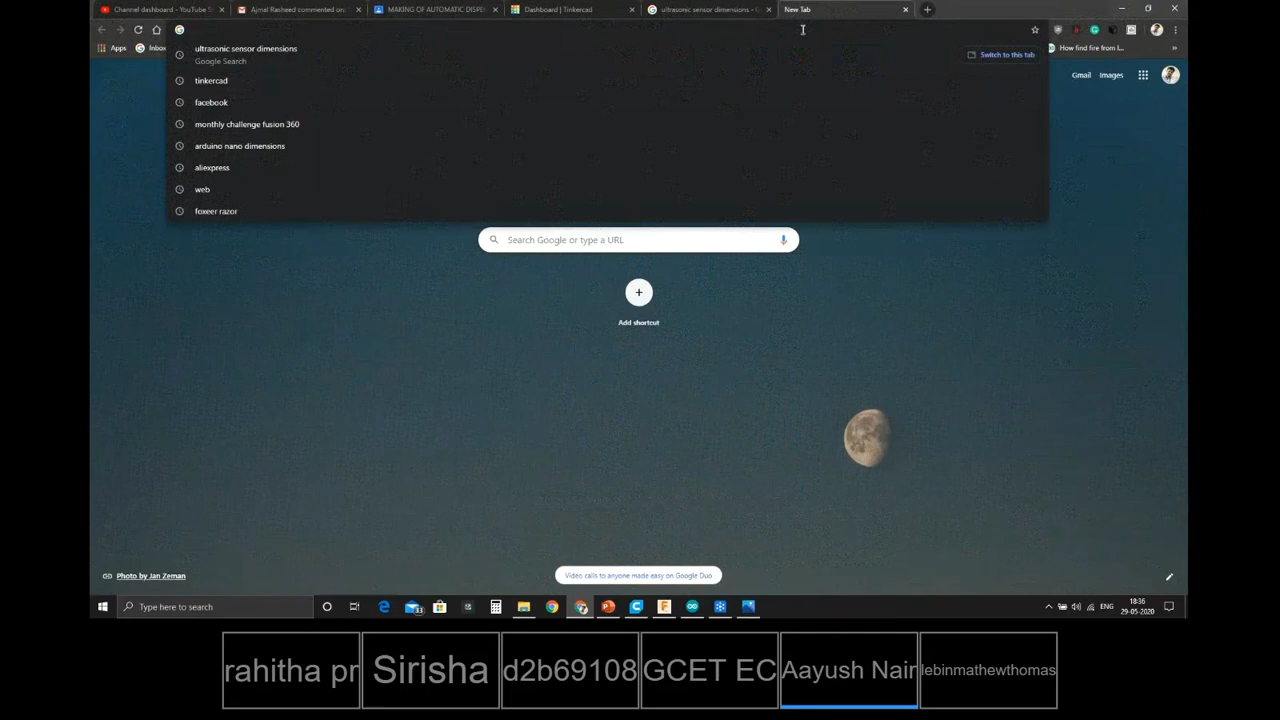 Channel dashboard - YouTube S
Ajmal Rasheed commented on
MAKING OF AUTOMATIC DISPE
Dashboard | Tinkercad
ultrasonic sensor dimensions - G
New Tab
Apps
Inbo
How find fire from I...
»
ultrasonic sensor dimensions
Google Search
Switch to this tab
tinkercad
facebook
monthly challenge fusion 360
arduino nano dimensions
aliexpress
web
foxeer razor
Gmail
Images
Search Google or type a URL
Add shortcut
Photo by Jan Zeman
Video calls to anyone made easy on Google Duo
Type here to search
33
ENG
18:36
29-05-2020
rahitha pr
Sirisha
d2b69108
GCET EC
Aayush Nair
lebinmathewthomas